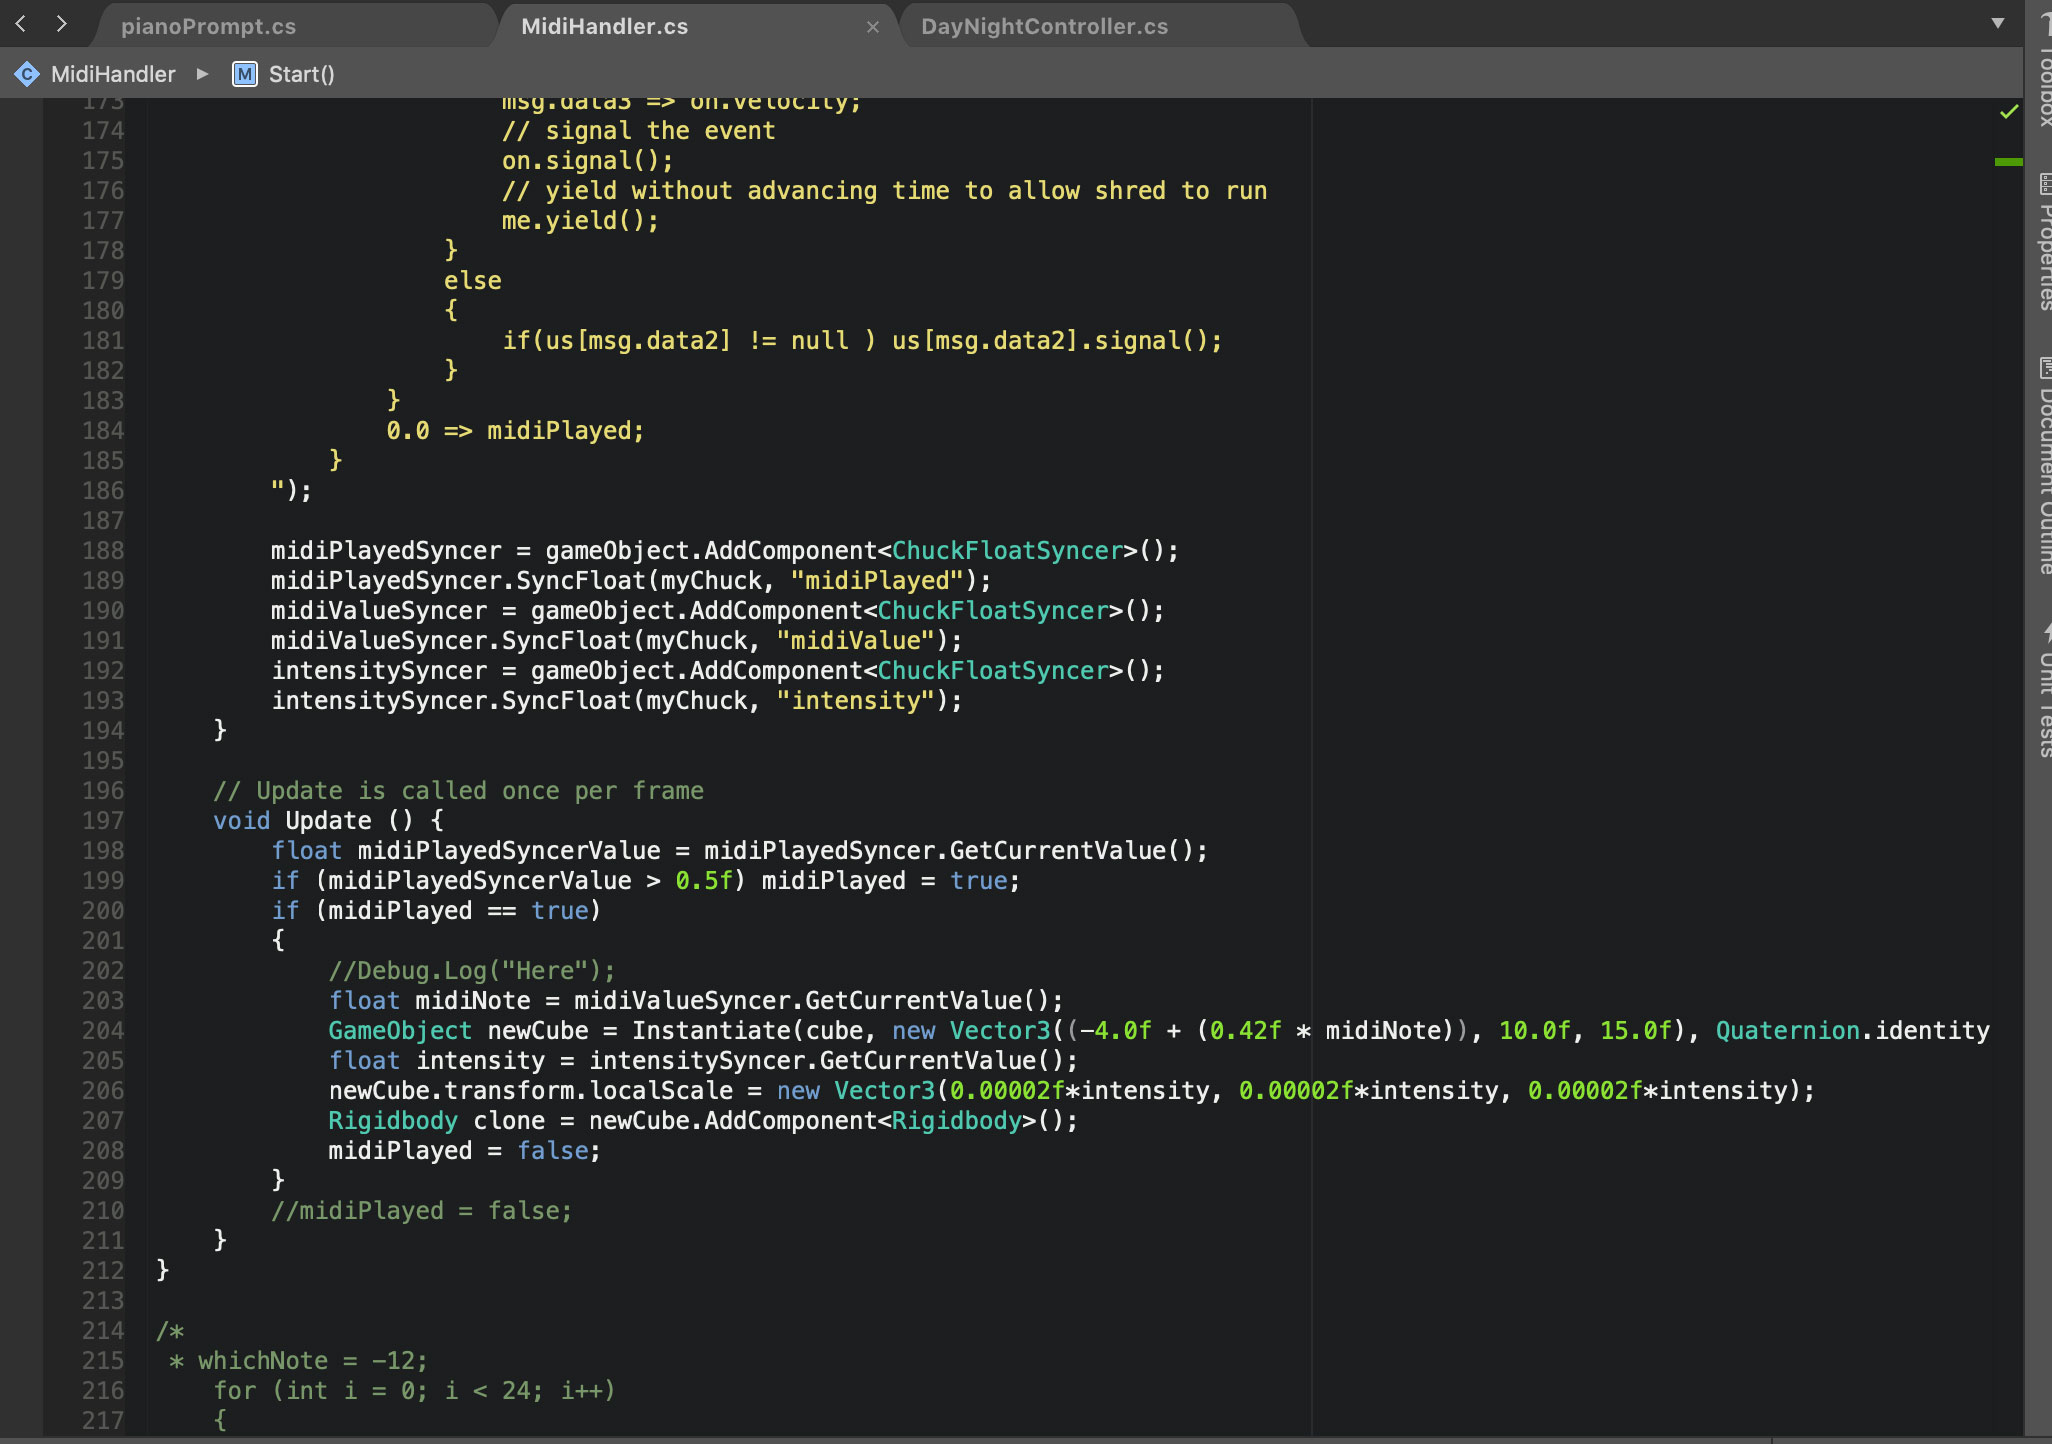 pianoPrompt.cs
MidiHandler.cs
DayNightController.cs
MidiHandler
M Start()
173 msg.data3 => on.velocity;
174 // signal the event
175 on.signal();
176 // yield without advancing time to allow shred to run
177 me.yield();
178 }
179 else
180 {
181 if(us[msg.data2] != null ) us[msg.data2].signal();
182 }
183 }
184 0.0 => midiPlayed;
185 }
186 ");
187
188 midiPlayedSyncer = gameObject.AddComponent<ChuckFloatSyncer>();
189 midiPlayedSyncer.SyncFloat(myChuck, "midiPlayed");
190 midiValueSyncer = gameObject.AddComponent<ChuckFloatSyncer>();
191 midiValueSyncer.SyncFloat(myChuck, "midiValue");
192 intensitySyncer = gameObject.AddComponent<ChuckFloatSyncer>();
193 intensitySyncer.SyncFloat(myChuck, "intensity");
194 }
195
196 // Update is called once per frame
197 void Update () {
198 float midiPlayedSyncerValue = midiPlayedSyncer.GetCurrentValue();
199 if (midiPlayedSyncerValue > 0.5f) midiPlayed = true;
200 if (midiPlayed == true)
201 {
202 //Debug.Log("Here");
203 float midiNote = midiValueSyncer.GetCurrentValue();
204 GameObject newCube = Instantiate(cube, new Vector3((-4.0f + (0.42f * midiNote)), 10.0f, 15.0f), Quaternion.identity
205 float intensity = intensitySyncer.GetCurrentValue();
206 newCube.transform.localScale = new Vector3(0.00002f*intensity, 0.00002f*intensity, 0.00002f*intensity);
207 Rigidbody clone = newCube.AddComponent<Rigidbody>();
208 midiPlayed = false;
209 }
210 //midiPlayed = false;
211 }
212 }
213
214 /*
215 * whichNote = -12;
216 for (int i = 0; i < 24; i++)
217 {
Toolbox
Properties
Document Outline
Unit Tests